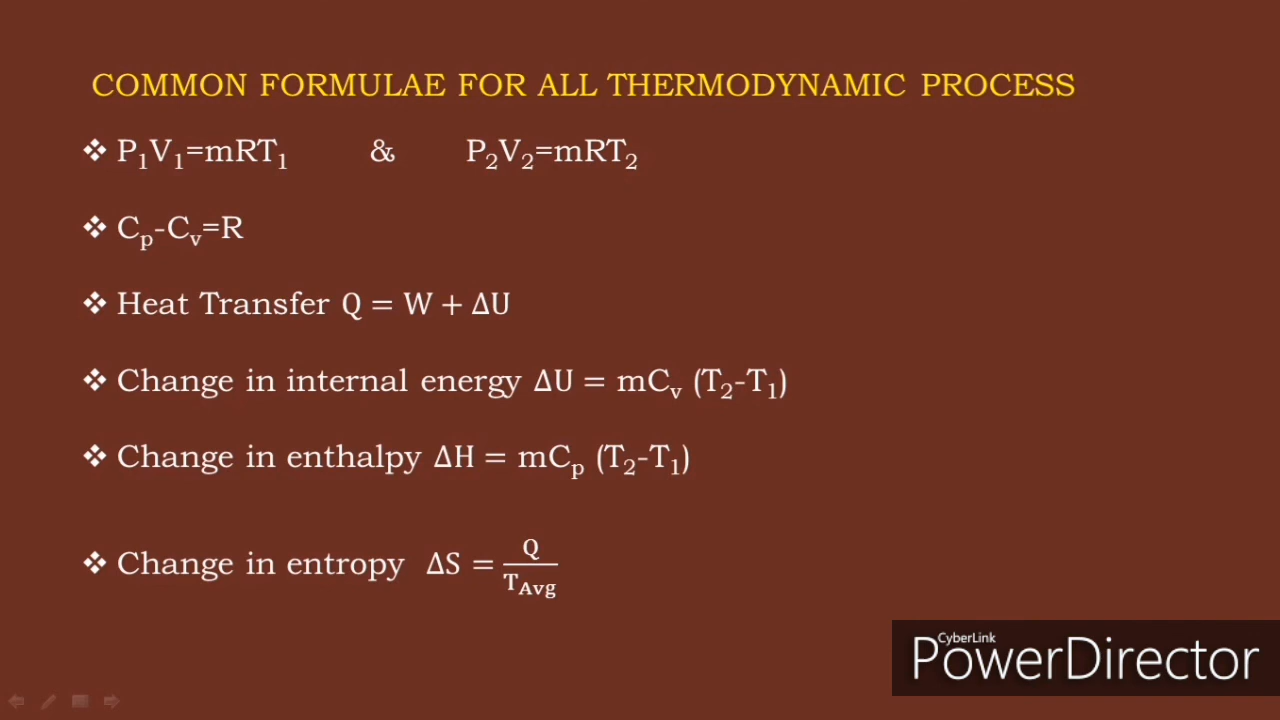 COMMON FORMULAE FOR ALL THERMODYNAMIC PROCESS
❖ P₁V₁=mRT₁ & P₂V₂=mRT₂
❖ Cₚ-Cᵥ=R
❖ Heat Transfer Q = W + ΔU
❖ Change in internal energy ΔU = mCᵥ (T₂-T₁)
❖ Change in enthalpy ΔH = mCₚ (T₂-T₁)
❖ Change in entropy ΔS = Q/T_Avg
CyberLink
PowerDirector